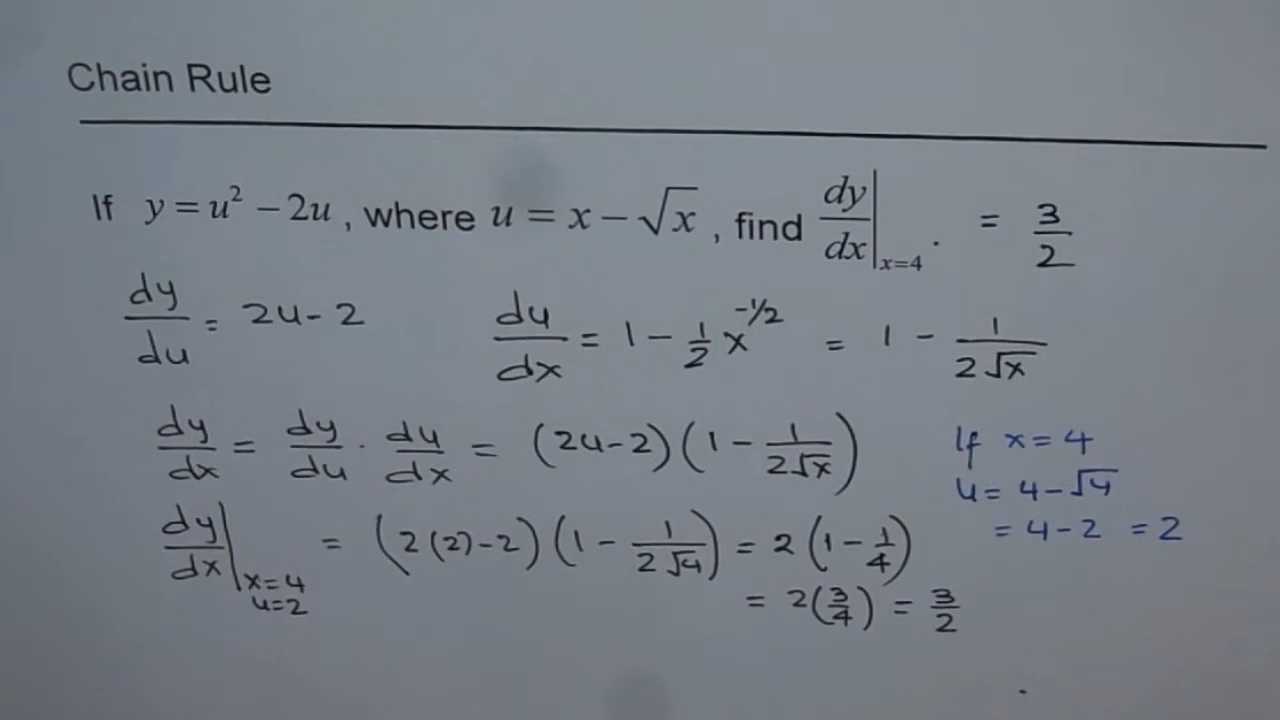 Chain Rule
If y = u² − 2u , where u = x − √x , find dy/dx |ₓ₌₄ . = 3/2
dy/du = 2u - 2    du/dx = 1 - 1/2 x^(-1/2) = 1 - 1/(2√x)
dy/dx = dy/du · du/dx = (2u-2)(1 - 1/(2√x))
If x = 4
u = 4-√4
= 4-2 = 2
dy/dx | x=4 u=2 = (2(2)-2)(1 - 1/(2√4)) = 2(1 - 1/4)
= 2(3/4) = 3/2